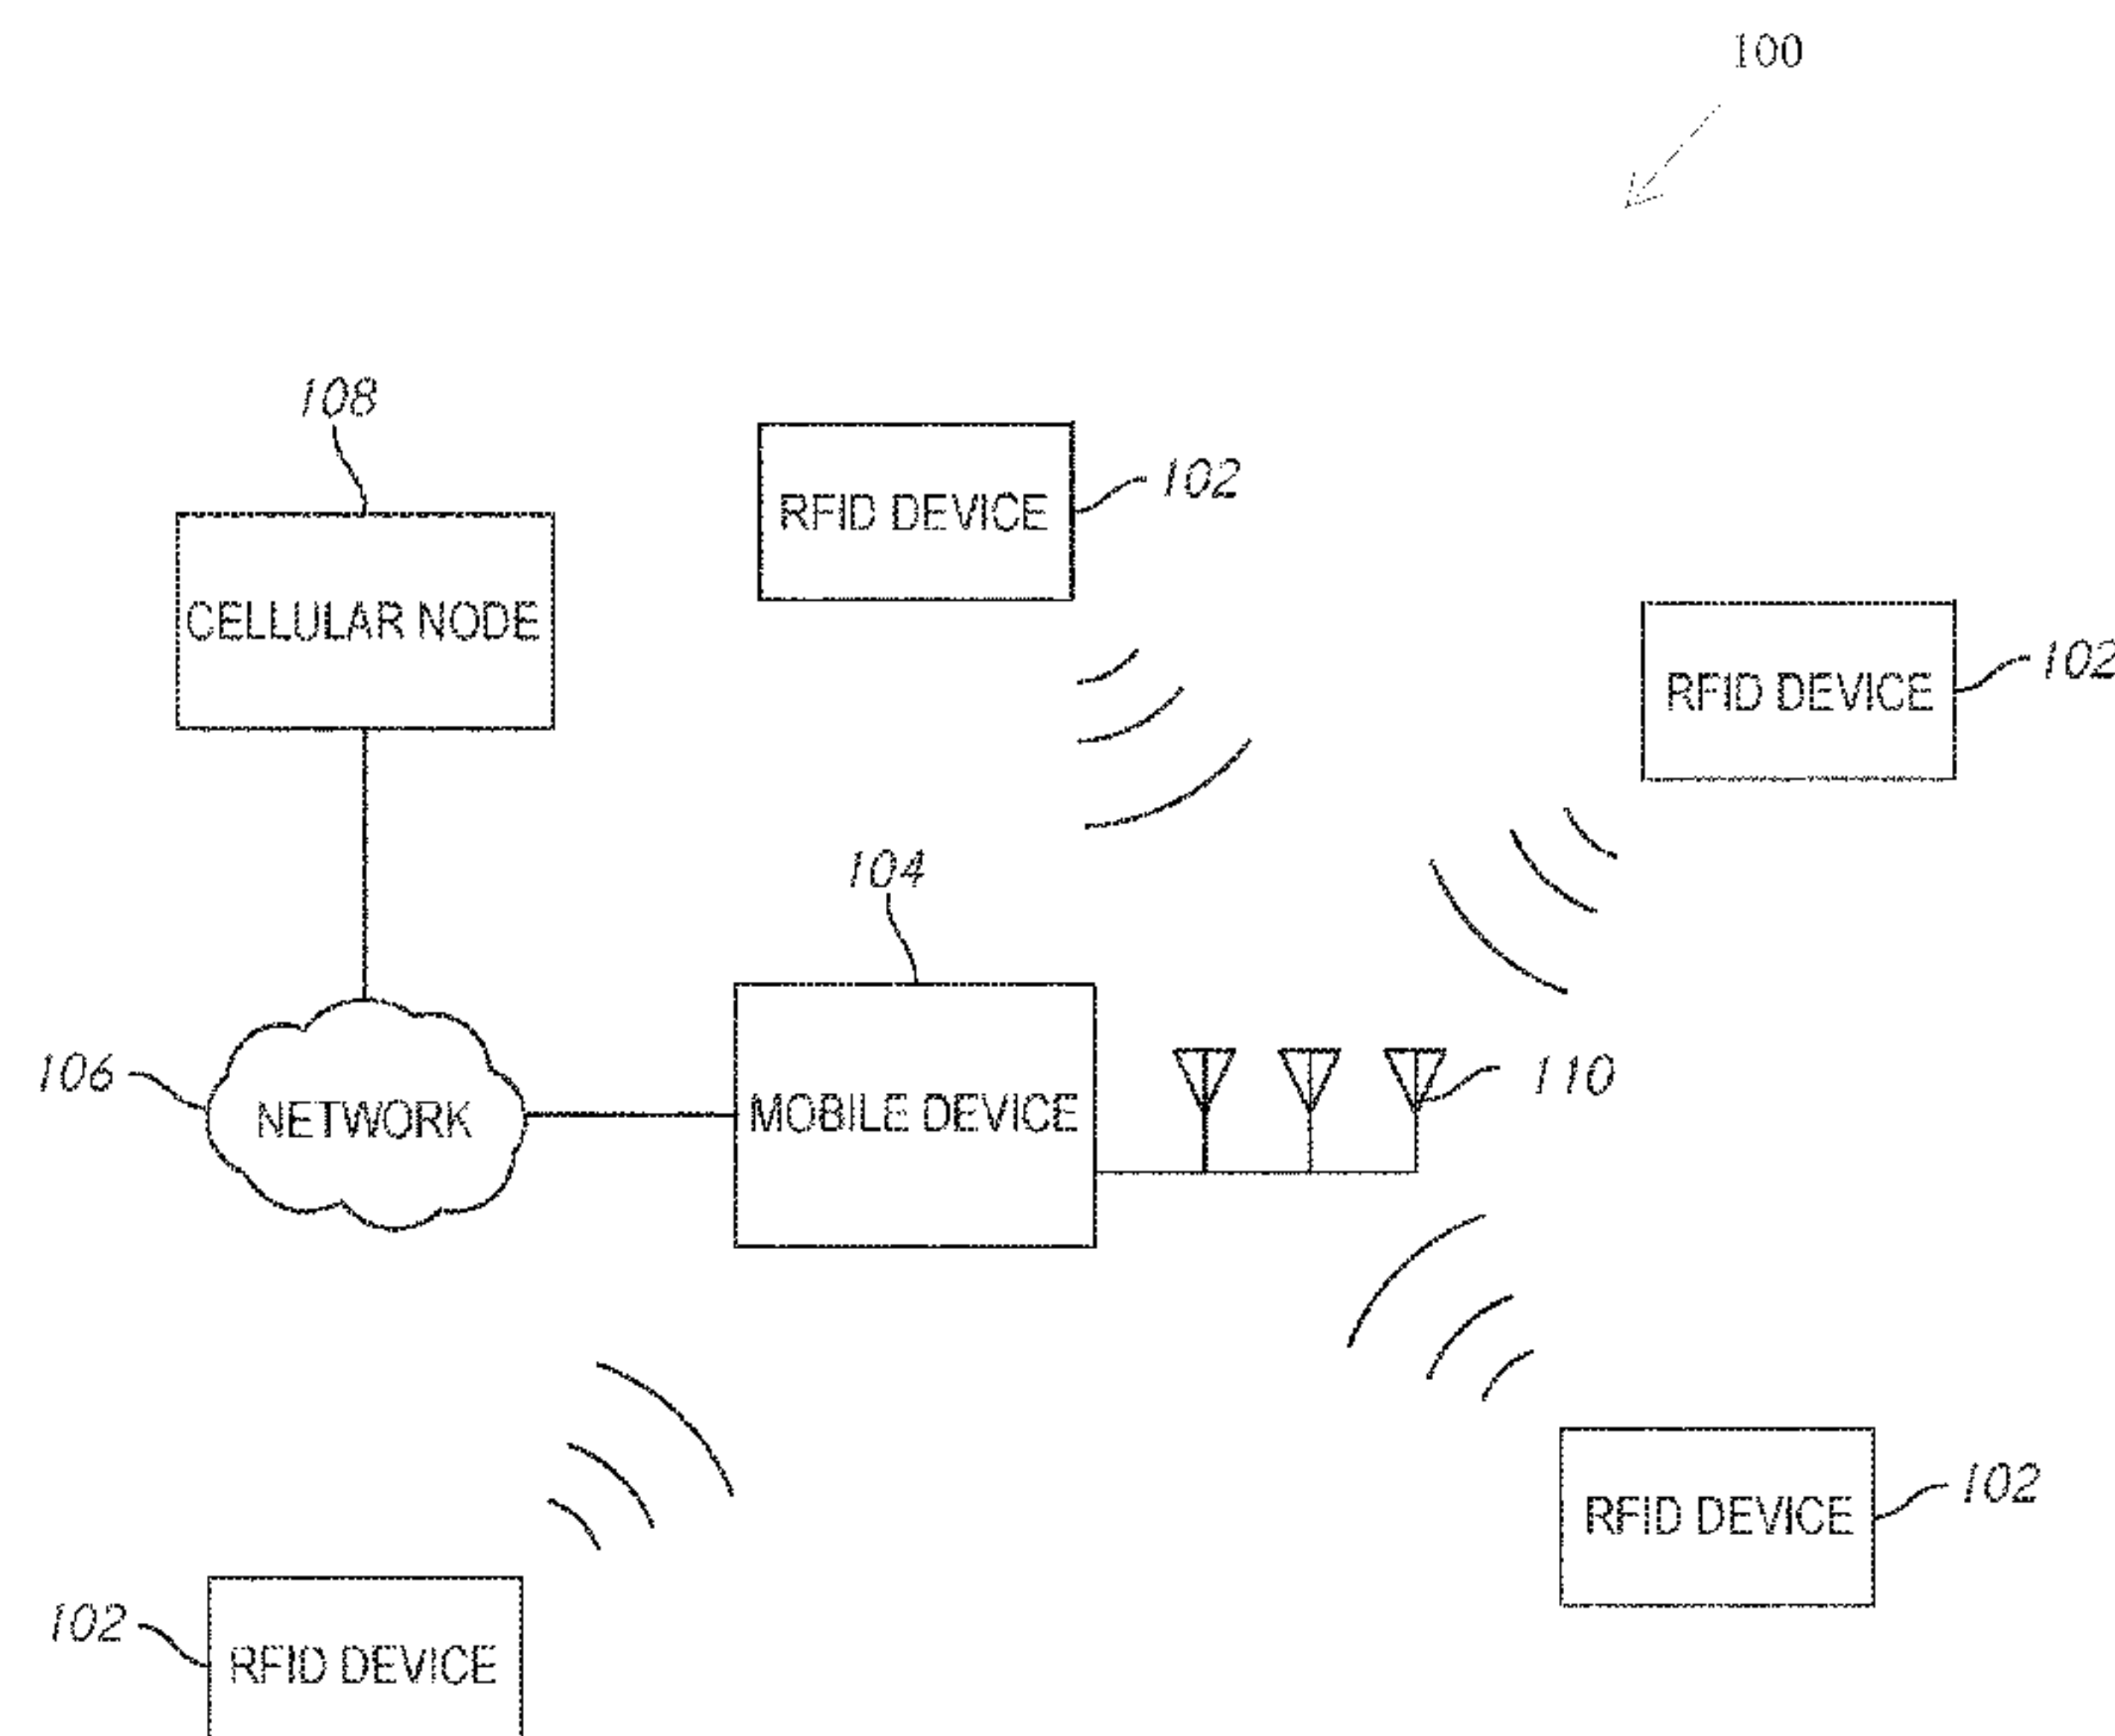 100
108
RFID DEVICE
102
CELLULAR NODE
RFID DEVICE
102
104
106
NETWORK
MOBILE DEVICE
110
RFID DEVICE
102
102
RFID DEVICE